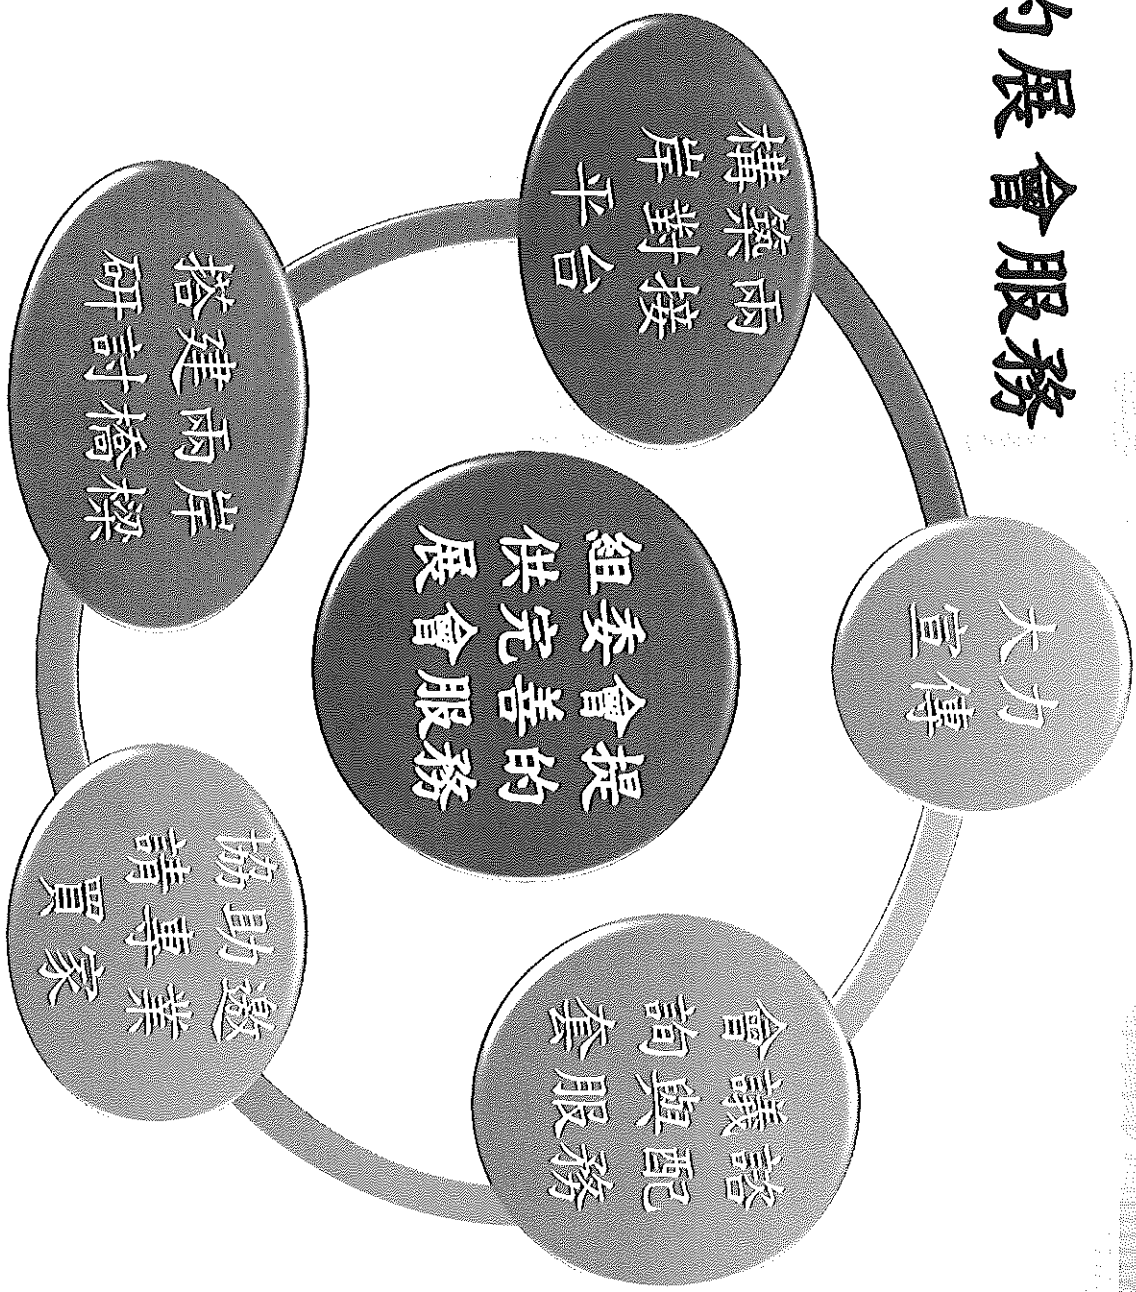 的展會服務
大力
宣傳
構築兩
岸對接
平台
組委會提
供完善的
展會服務
會議諮
詢與配
套服務
搭建兩岸
研討橋樑
協助邀
請專業
買家